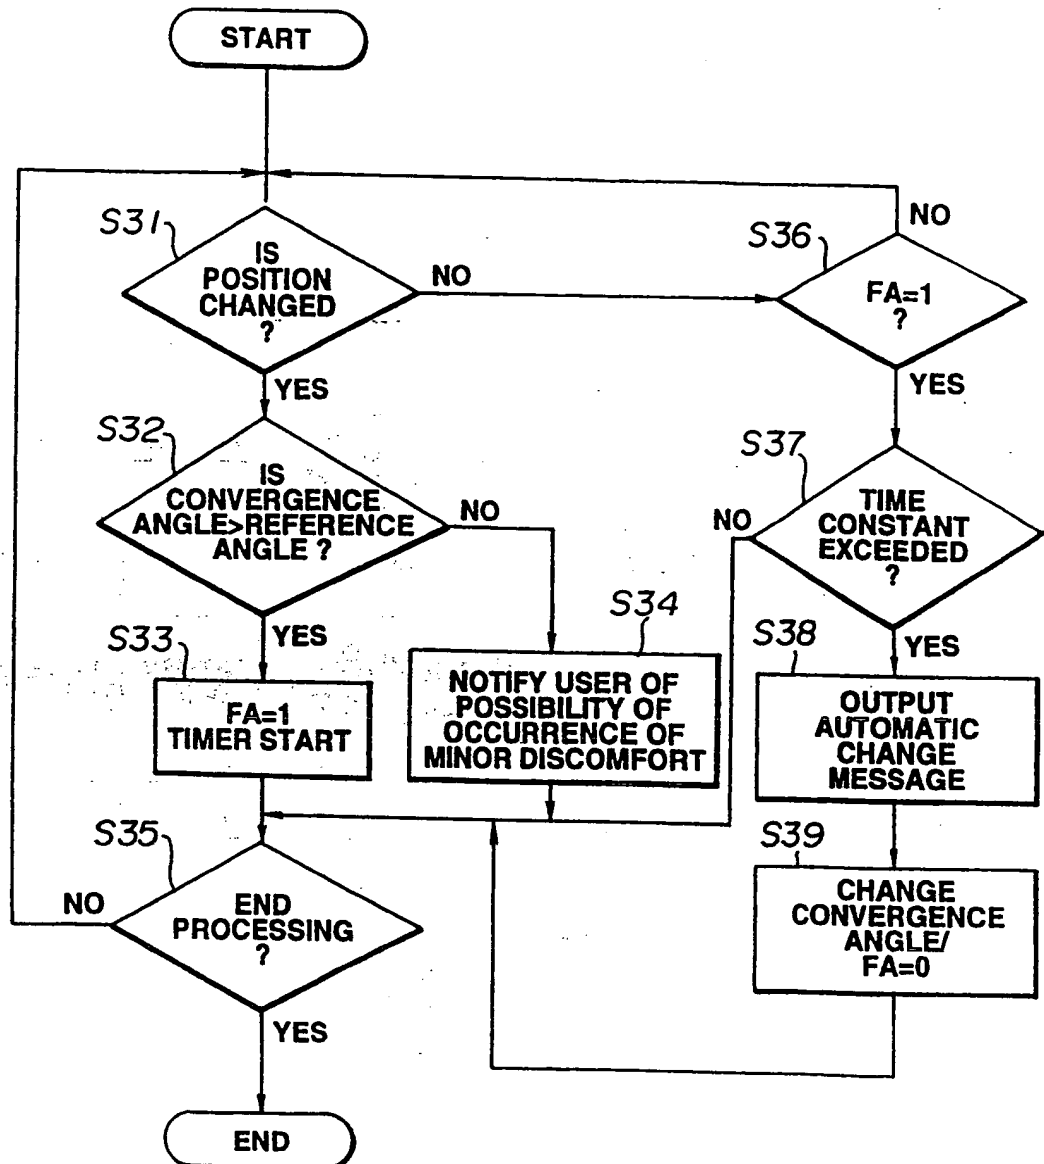 START
S31
IS
POSITION
CHANGED
?
NO
YES
S36
NO
FA=1
?
YES
S32
IS
CONVERGENCE
ANGLE>REFERENCE
ANGLE ?
NO
YES
S37
NO
TIME
CONSTANT
EXCEEDED
?
YES
S33
FA=1
TIMER START
S34
NOTIFY USER OF
POSSIBILITY OF
OCCURRENCE OF
MINOR DISCOMFORT
S38
OUTPUT
AUTOMATIC
CHANGE
MESSAGE
S35
NO
END
PROCESSING
?
YES
S39
CHANGE
CONVERGENCE
ANGLE/
FA=0
END